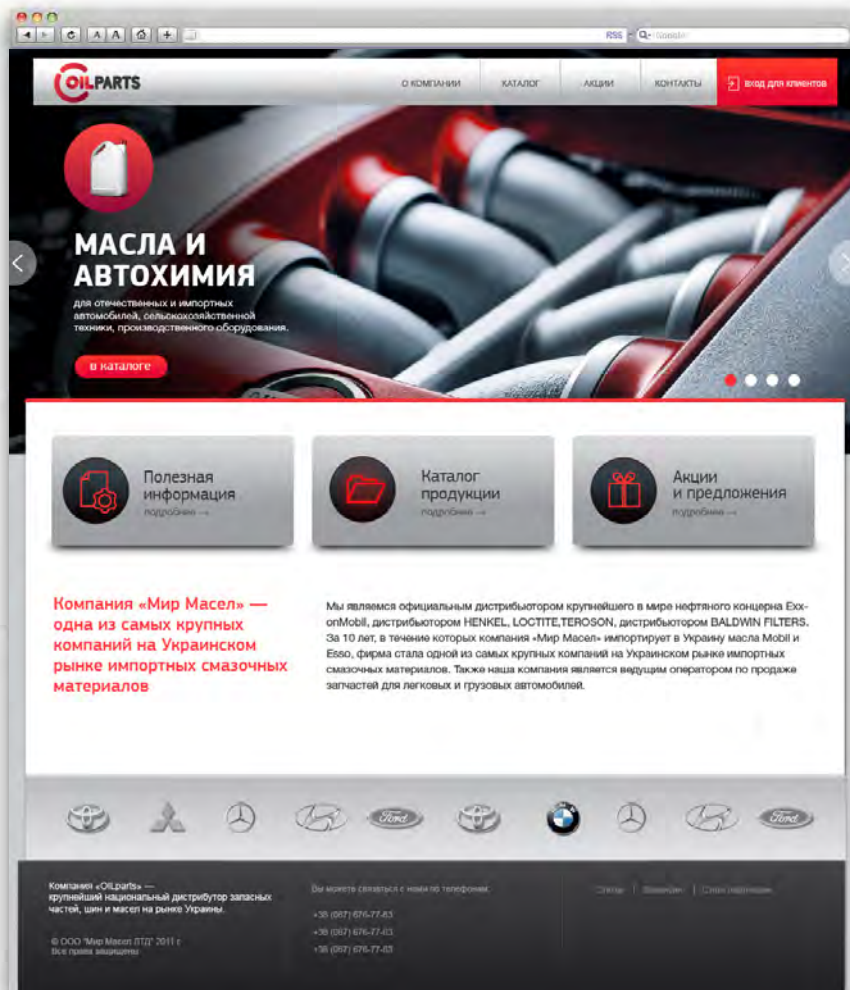 A A
RSS
Google
OILPARTS
О КОМПАНИИ
КАТАЛОГ
АКЦИИ
КОНТАКТЫ
ВХОД ДЛЯ КЛИЕНТОВ
МАСЛА И
АВТОХИМИЯ
для отечественных и импортных
автомобилей, сельскохозяйственной
техники, производственного оборудования.
в каталоге
Полезная
информация
подробнее →
Каталог
продукции
подробнее →
Акции
и предложения
подробнее →
Компания «Мир Масел» —
одна из самых крупных
компаний на Украинском
рынке импортных смазочных
материалов
Мы являемся официальным дистрибьютором крупнейшего в мире нефтяного концерна Exx-
onMobil, дистрибьютором HENKEL, LOCTITE,TEROSON, дистрибьютором BALDWIN FILTERS.
За 10 лет, в течение которых компания «Мир Масел» импортирует в Украину масла Mobil и
Esso, фирма стала одной из самых крупных компаний на Украинском рынке импортных
смазочных материалов. Также наша компания является ведущим оператором по продаже
запчастей для легковых и грузовых автомобилей.
Ford
Ford
Компания «OILparts» —
крупнейший национальный дистрибутор запасных
частей, шин и масел на рынке Украины.
© ООО "Мир Масел ЛТД" 2011 г.
Все права защищены
Вы можете связаться с нами по телефонам:
+38 (067) 676-77-63
+38 (067) 676-77-63
+38 (067) 676-77-63